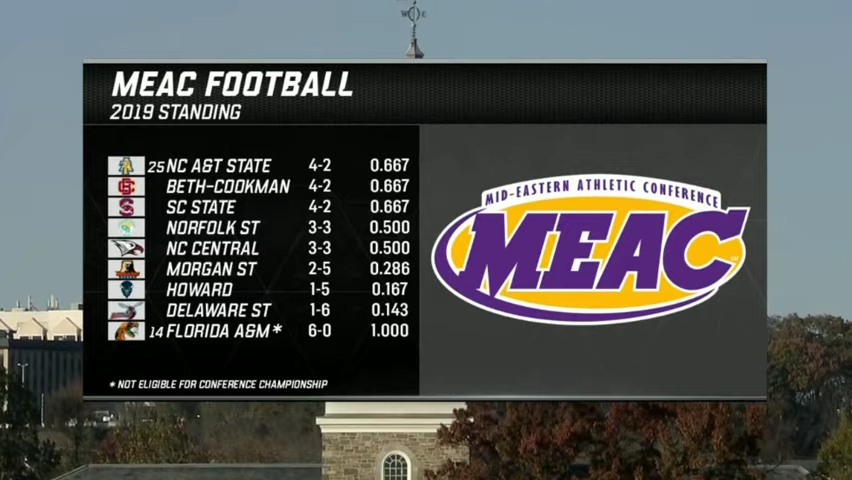 W E
MEAC FOOTBALL
2019 STANDING
25 NC A&T STATE 4-2 0.667
BETH-COOKMAN 4-2 0.667
SC STATE 4-2 0.667
NORFOLK ST 3-3 0.500
NC CENTRAL 3-3 0.500
MORGAN ST 2-5 0.286
HOWARD 1-5 0.167
DELAWARE ST 1-6 0.143
14 FLORIDA A&M* 6-0 1.000
* NOT ELIGIBLE FOR CONFERENCE CHAMPIONSHIP
MID-EASTERN ATHLETIC CONFERENCE
MEAC